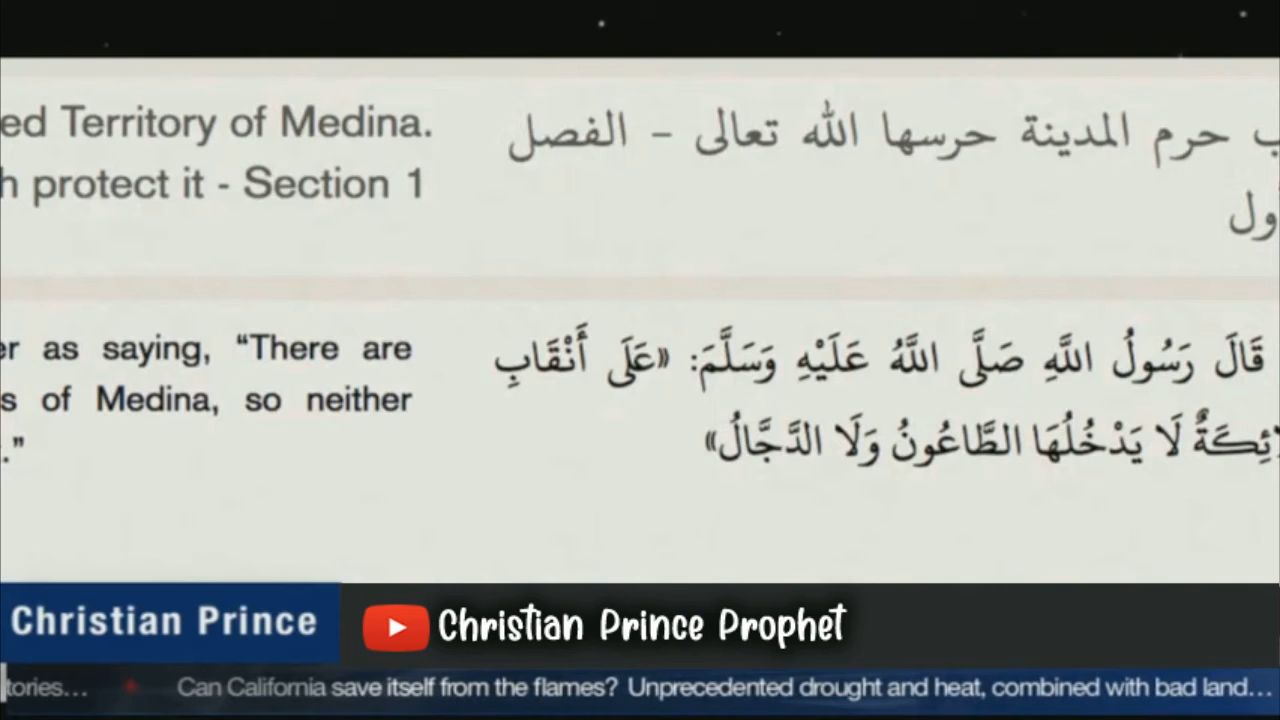 ed Territory of Medina.
h protect it - Section 1
ب حرم المدينة حرسها الله تعالى - الفصل
ول
er as saying, “There are
s of Medina, so neither
.”
قَالَ رَسُولُ اللَّهِ صَلَّى اللَّهُ عَلَيْهِ وَسَلَّمَ: «عَلَى أَنْقَابِ
لَائِكَةٌ لَا يَدْخُلُهَا الطَّاعُونُ وَلَا الدَّجَّالُ»
Christian Prince
Christian Prince Prophet
tories... Can California save itself from the flames? Unprecedented drought and heat, combined with bad land...